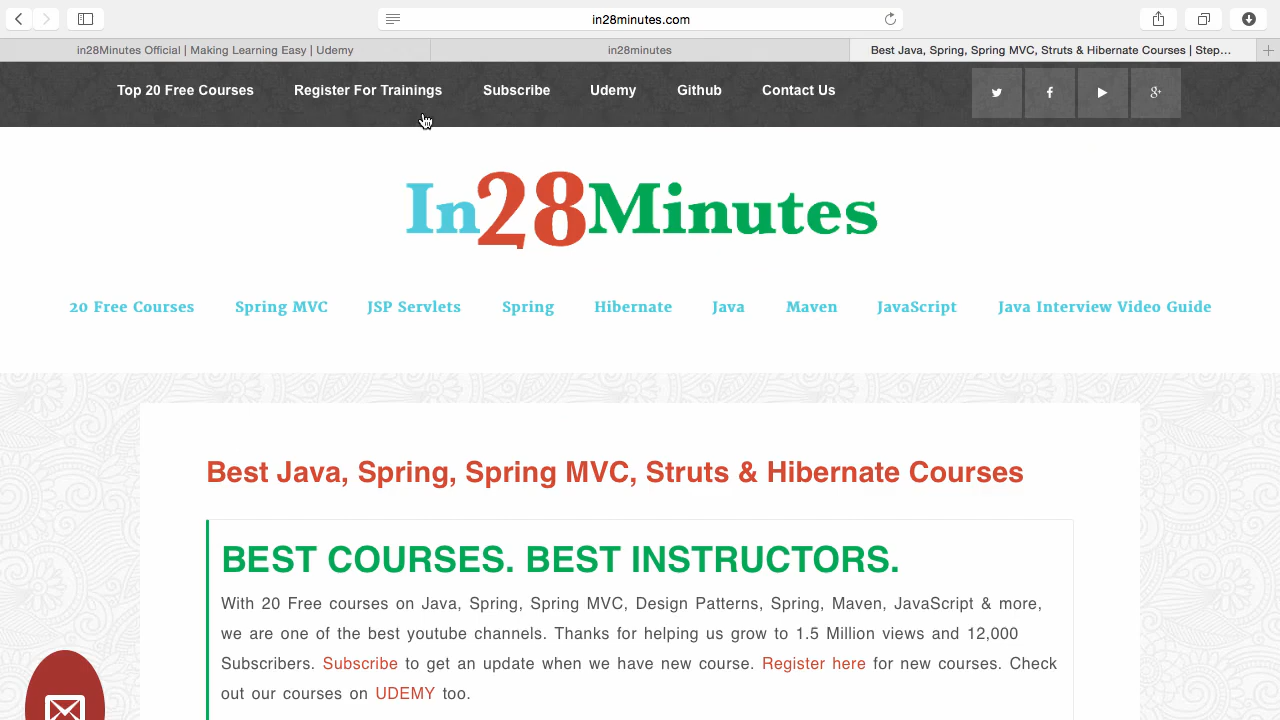 in28minutes.com
in28Minutes Official | Making Learning Easy | Udemy
in28minutes
Best Java, Spring, Spring MVC, Struts & Hibernate Courses | Step...
Top 20 Free Courses
Register For Trainings
Subscribe
Udemy
Github
Contact Us
In28Minutes
20 Free Courses
Spring MVC
JSP Servlets
Spring
Hibernate
Java
Maven
JavaScript
Java Interview Video Guide
Best Java, Spring, Spring MVC, Struts & Hibernate Courses
BEST COURSES. BEST INSTRUCTORS.
With 20 Free courses on Java, Spring, Spring MVC, Design Patterns, Spring, Maven, JavaScript & more,
we are one of the best youtube channels. Thanks for helping us grow to 1.5 Million views and 12,000
Subscribers. Subscribe to get an update when we have new course. Register here for new courses. Check
out our courses on UDEMY too.